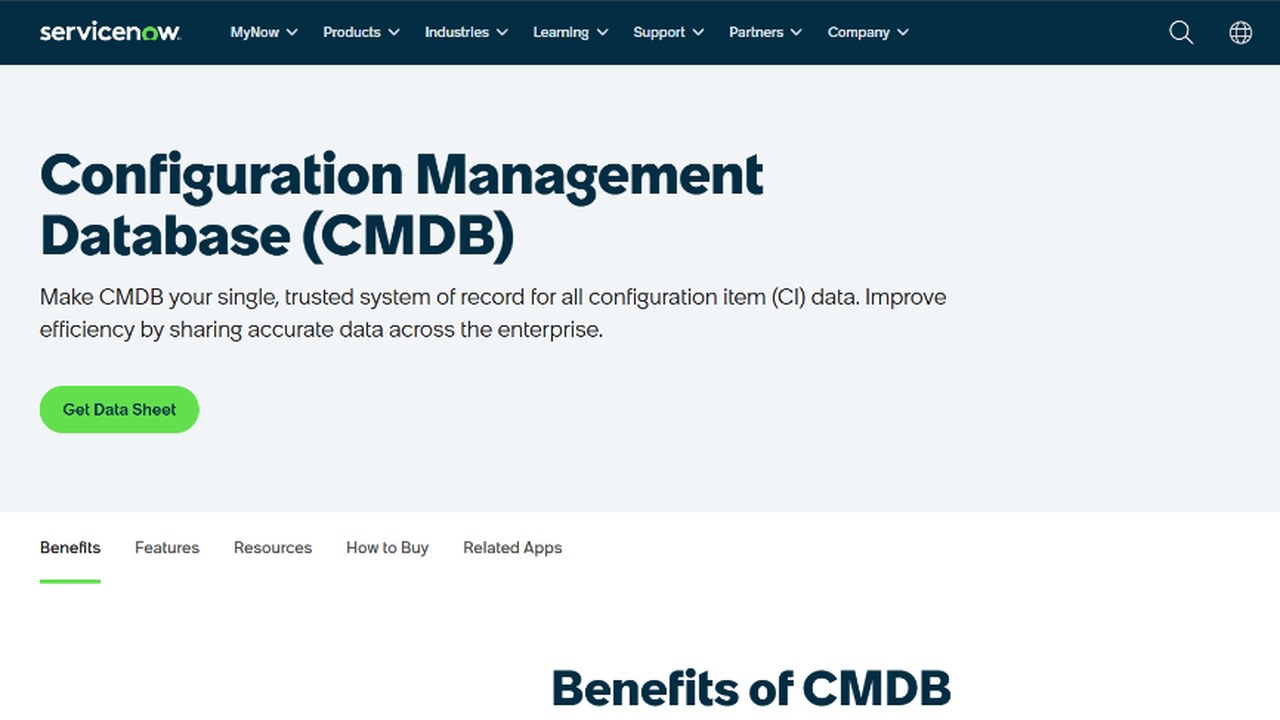 servicenow
MyNow Products Industries Learning Support Partners Company
Configuration Management
Database (CMDB)
Make CMDB your single, trusted system of record for all configuration item (CI) data. Improve
efficiency by sharing accurate data across the enterprise.
Get Data Sheet
Benefits Features Resources How to Buy Related Apps
Benefits of CMDB